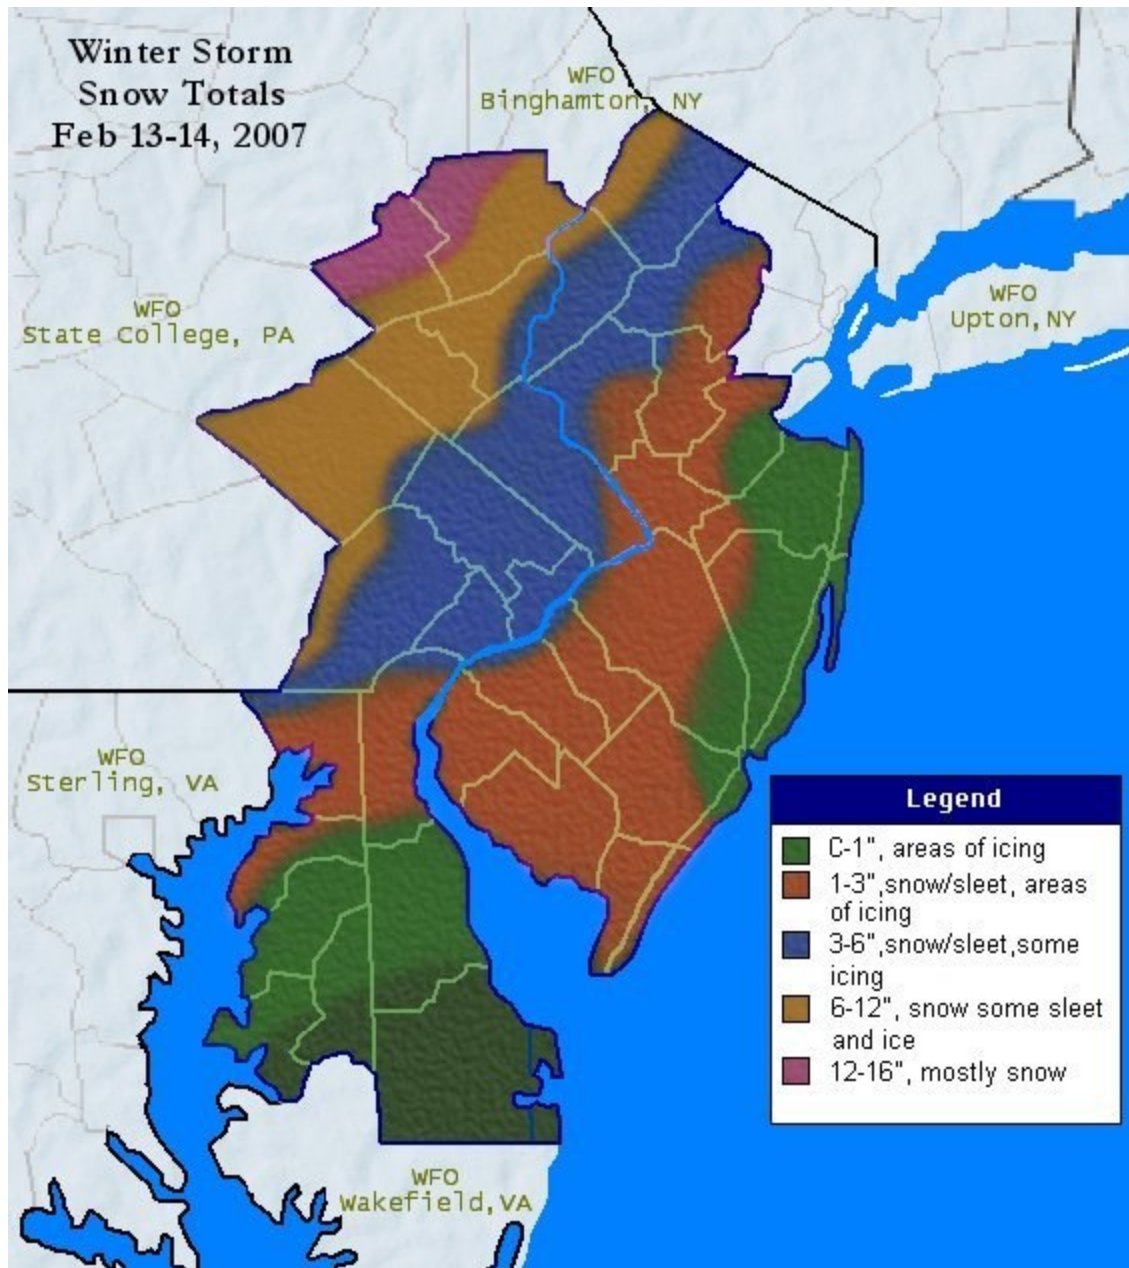 Winter Storm
Snow Totals
Feb 13-14, 2007
WFO
Binghamton, NY
WFO
State College, PA
WFO
Upton, NY
WFO
Sterling, VA
Legend
C-1", areas of icing
1-3",snow/sleet, areas
of icing
3-6",snow/sleet,some
icing
6-12", snow some sleet
and ice
12-16", mostly snow
WFO
Wakefield, VA